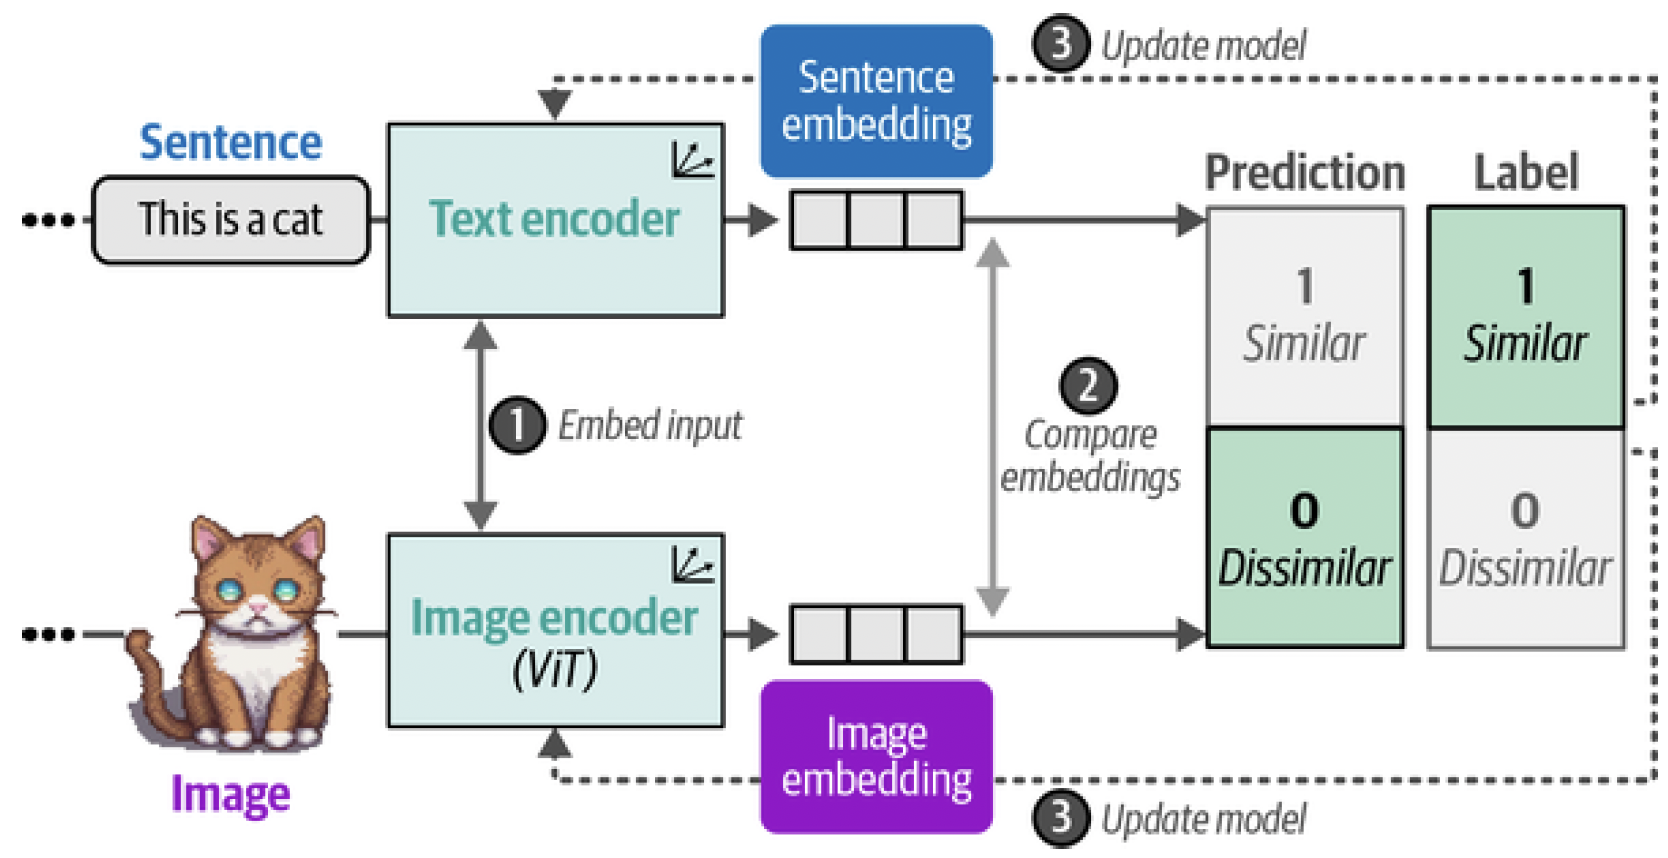 3 Update model
Sentence
embedding
Sentence
This is a cat
Text encoder
Prediction
Label
1
Similar
1
Similar
1 Embed input
2
Compare
embeddings
0
Dissimilar
0
Dissimilar
Image encoder
(ViT)
Image
Image
embedding
3 Update model